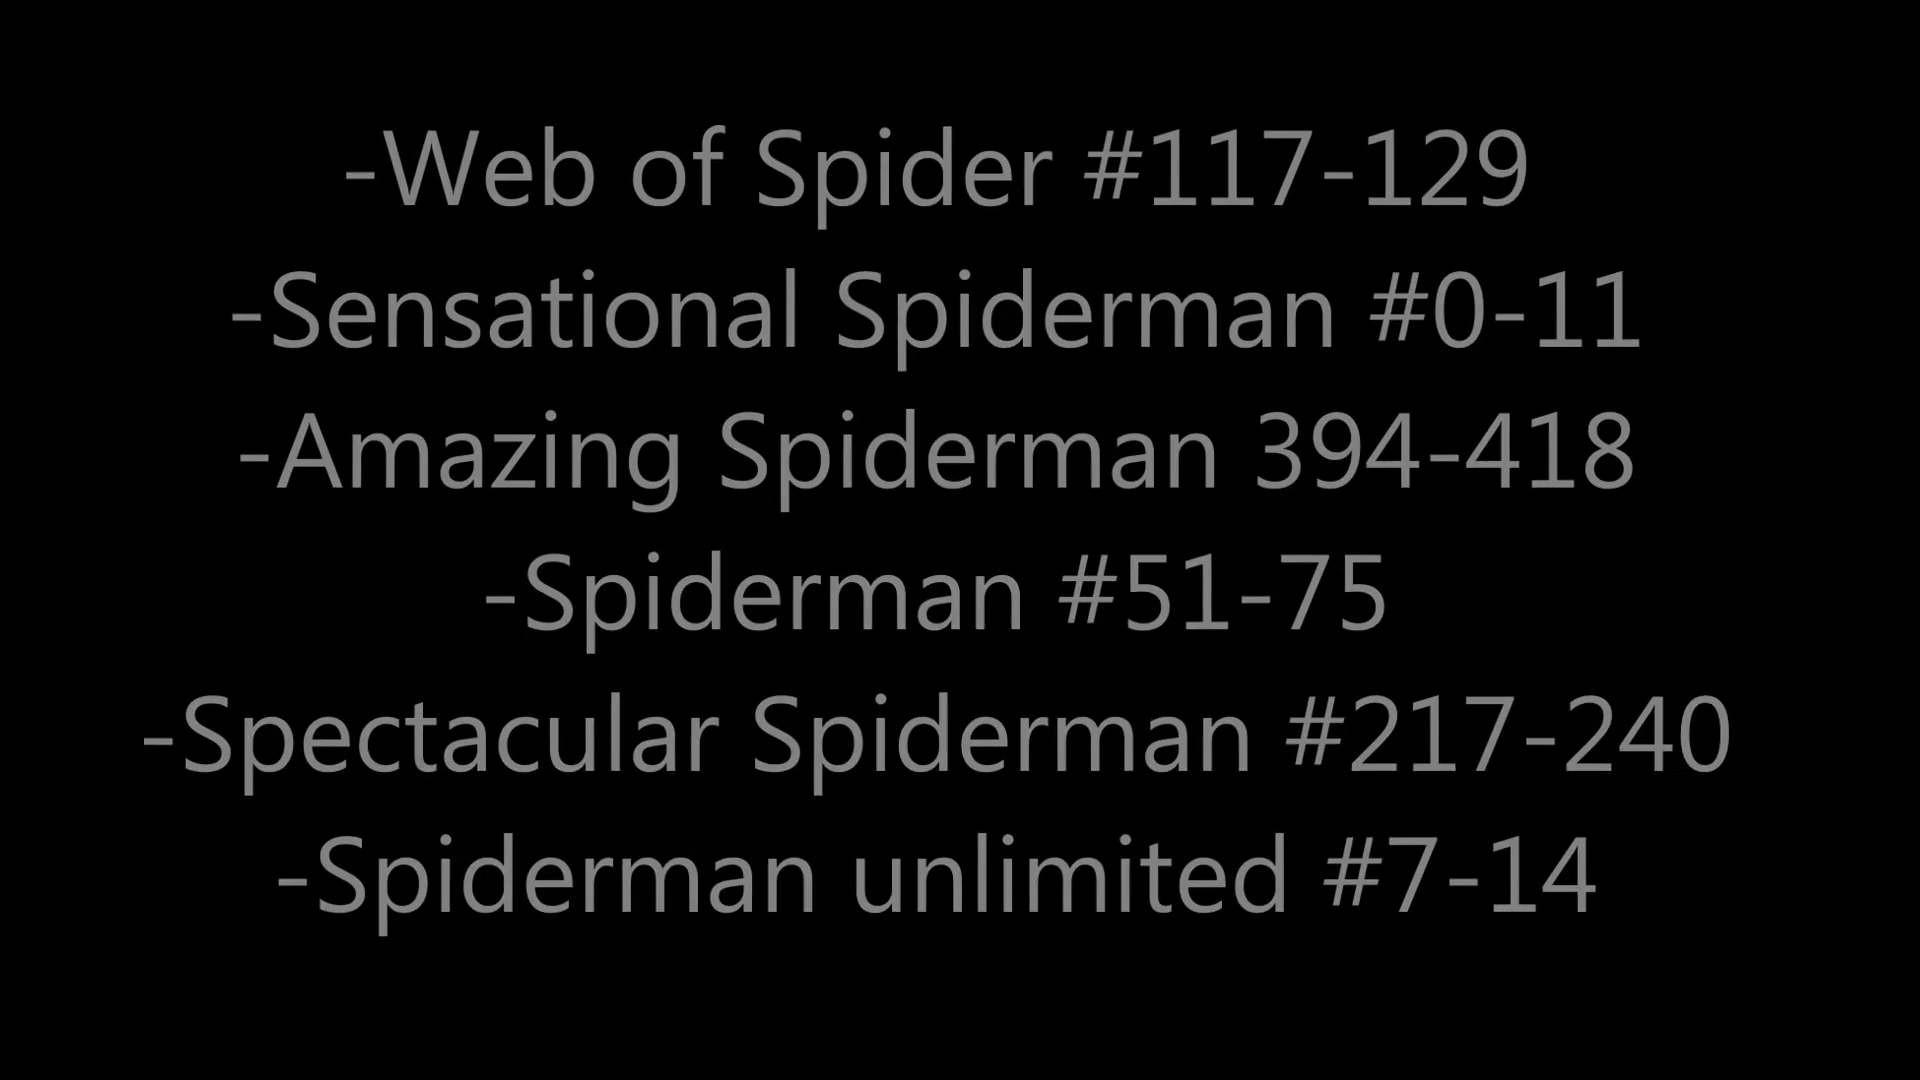 -Web of Spider #117-129
-Sensational Spiderman #0-11
-Amazing Spiderman 394-418
-Spiderman #51-75
-Spectacular Spiderman #217-240
-Spiderman unlimited #7-14